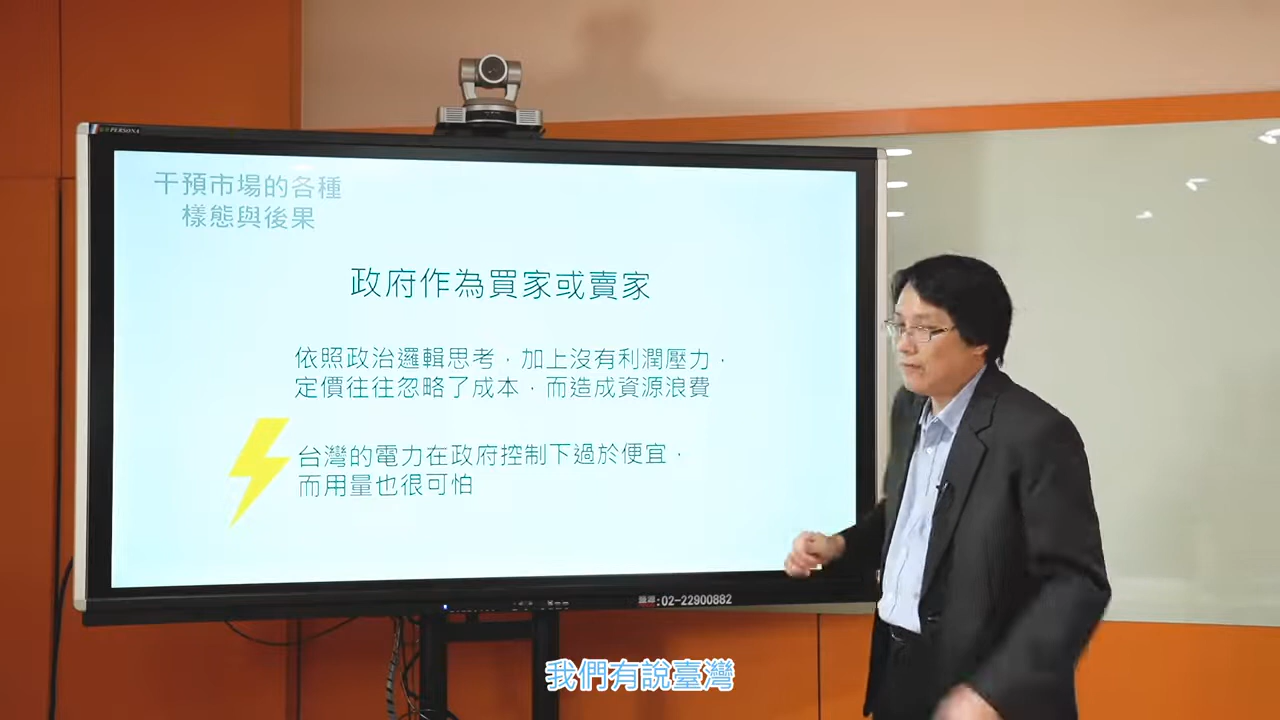 PERSONA
干預市場的各種
樣態與後果
政府作為買家或賣家
依照政治邏輯思考，加上沒有利潤壓力，
定價往往忽略了成本，而造成資源浪費
台灣的電力在政府控制下過於便宜，
而用量也很可怕
:02-22900882
我們有說臺灣